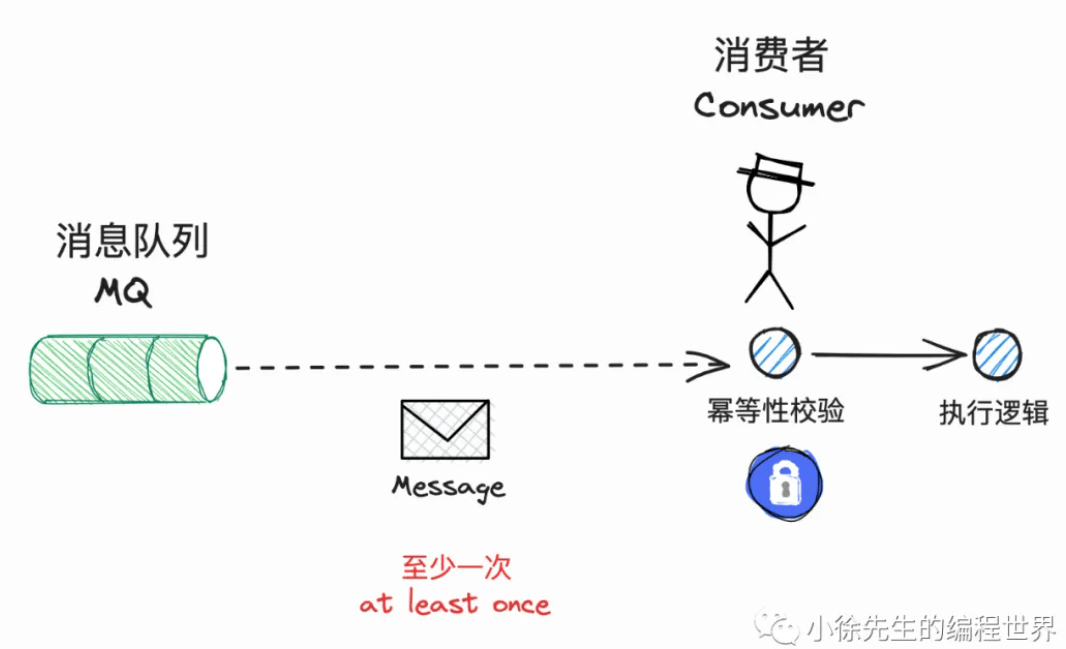 消费者
Consumer
消息队列
MQ
幂等性校验
执行逻辑
Message
至少一次
at least once
小徐先生的编程世界